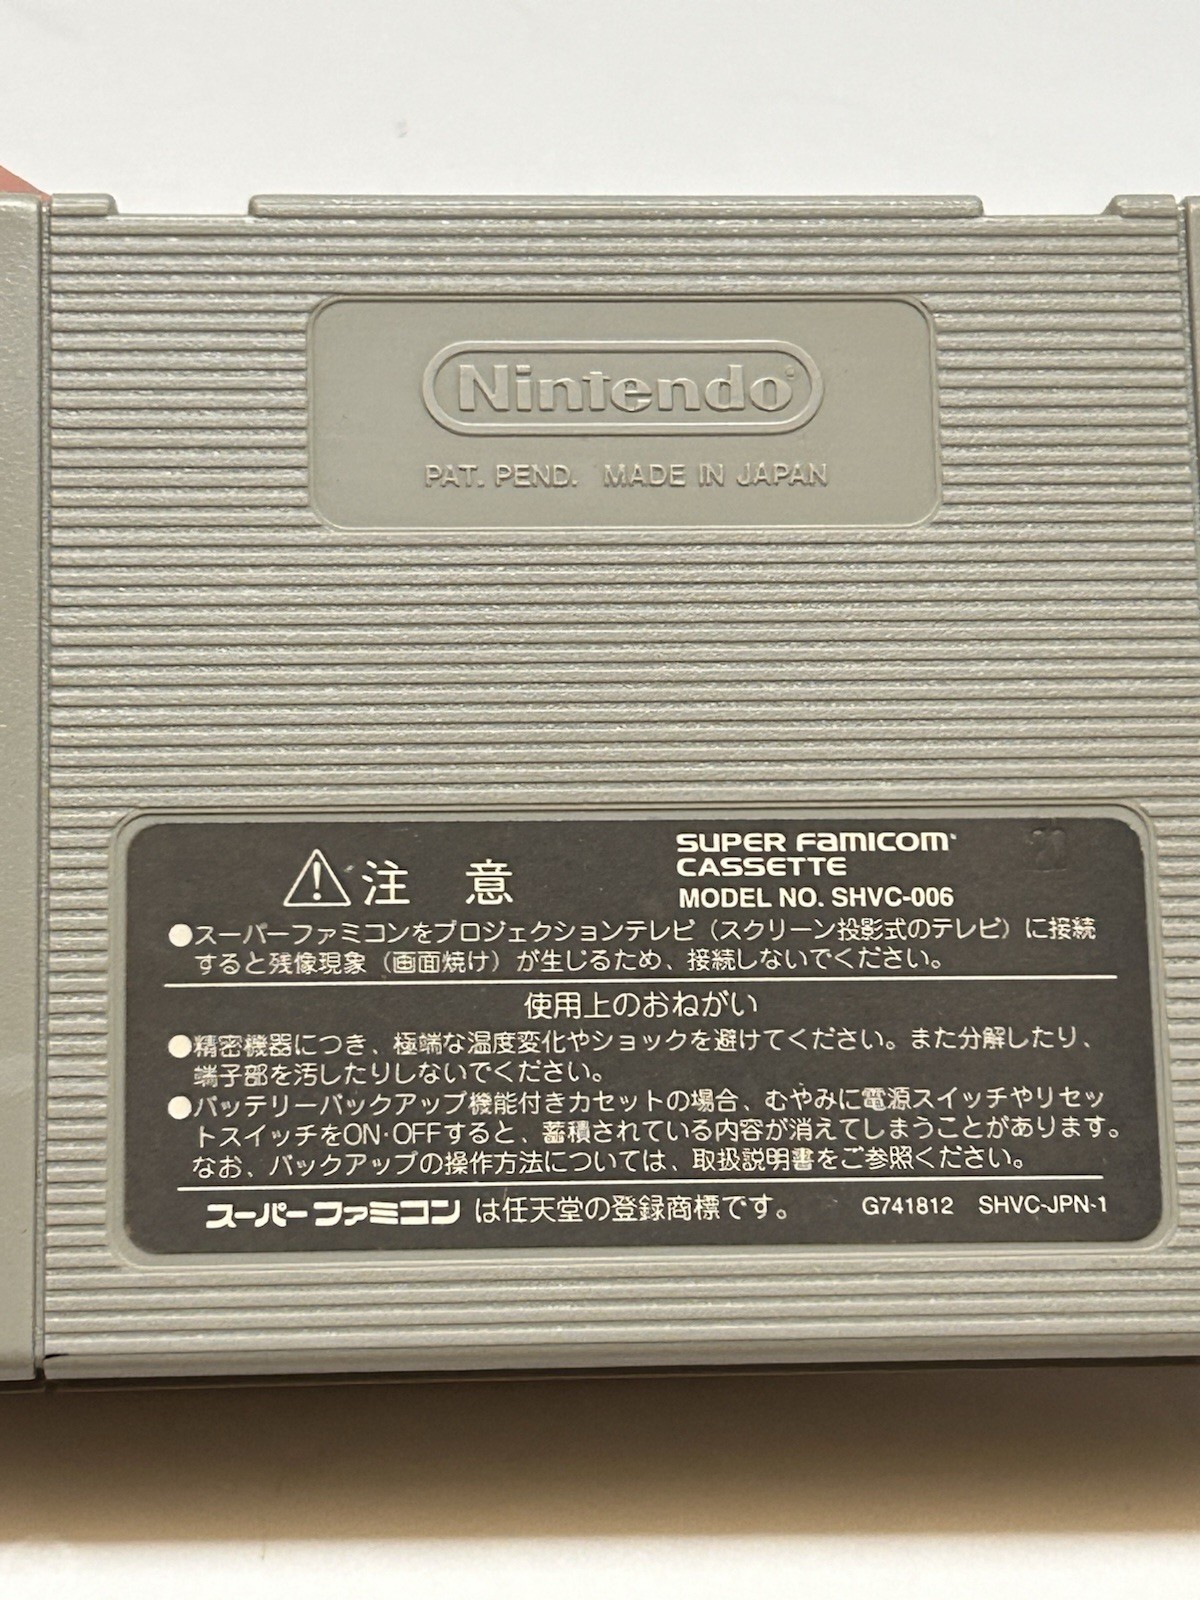 Nintendo
PAT. PEND. MADE IN JAPAN
注意
SUPER FAMICOM
CASSETTE
MODEL NO. SHVC-006
●スーパーファミコンをプロジェクションテレビ(スクリーン投影式のテレビ)に接続
すると残像現象(画面焼け)が生じるため、接続しないでください。
使用上のおねがい
●精密機器につき、極端な温度変化やショックを避けてください。また分解したり、
端子部を汚したりしないでください。
●バッテリーバックアップ機能付きカセットの場合、むやみに電源スイッチやリセッ
トスイッチをON·OFFすると、蓄積されている内容が消えてしまうことがあります。
なお、バックアップの操作方法については、取扱説明書をご参照ください。
スーパーファミコン は任天堂の登録商標です。 G741812 SHVC-JPN-1